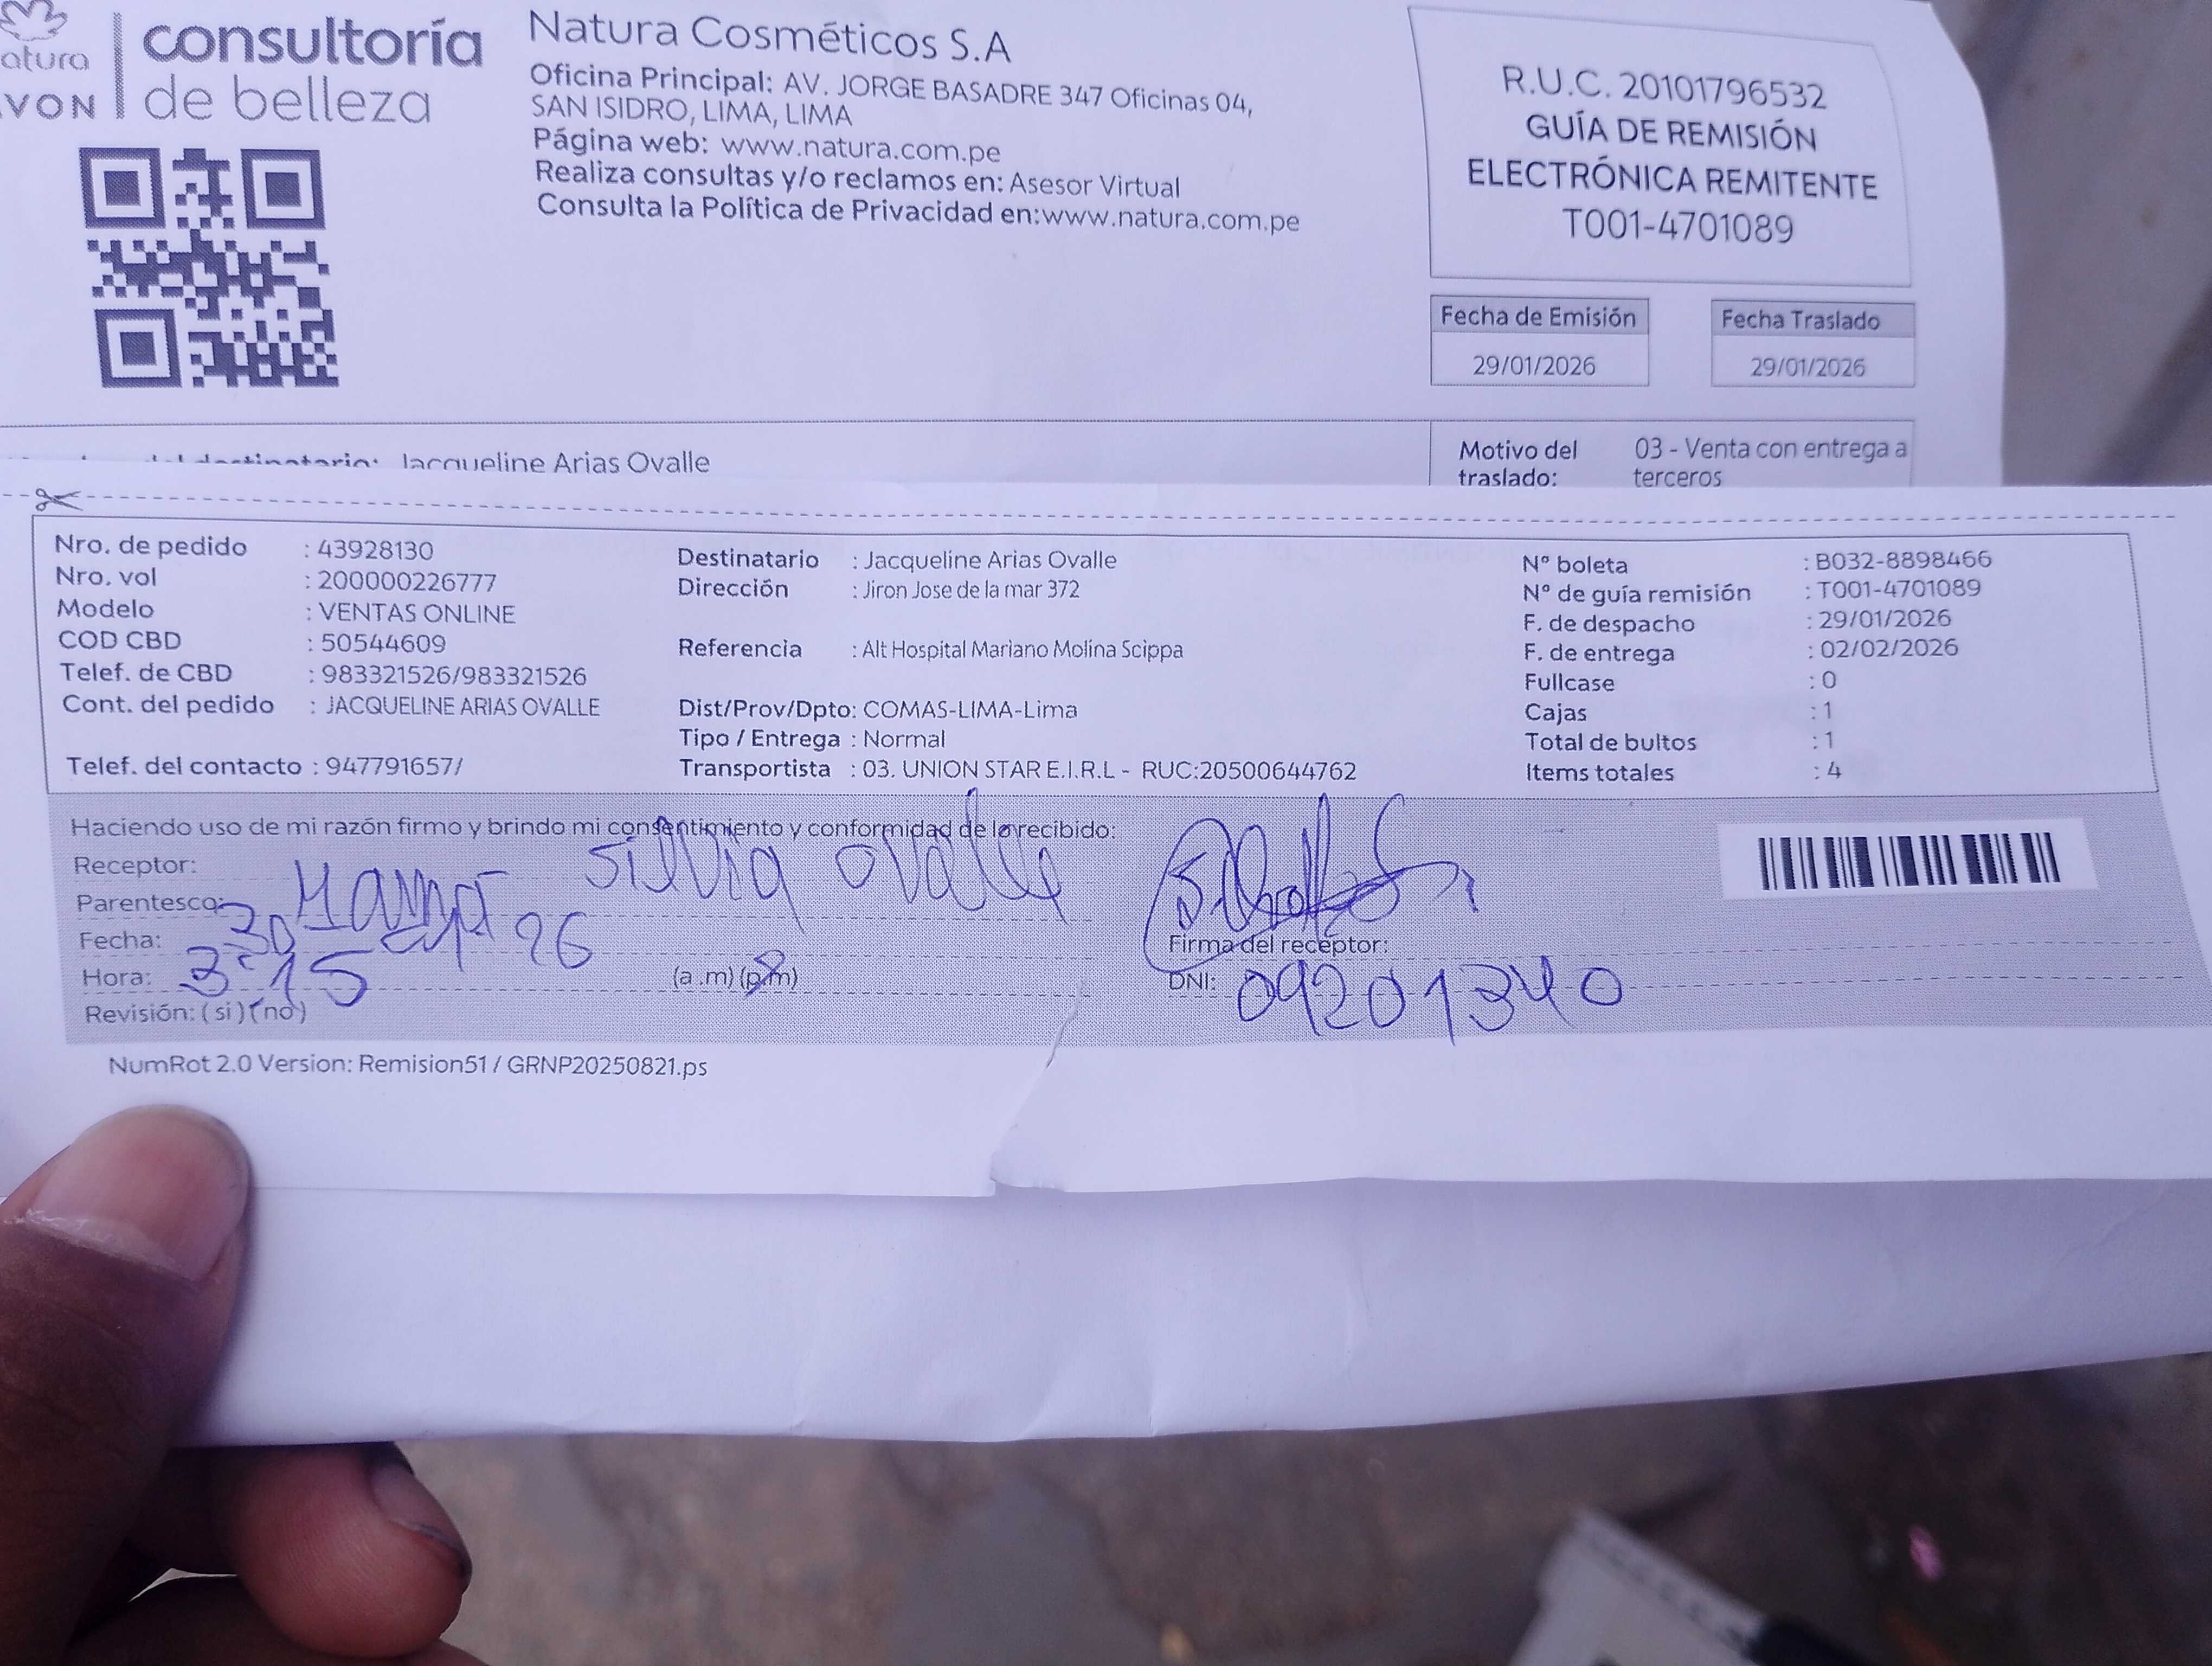 atura
VON
consultoría
de belleza
Natura Cosméticos S.A
Oficina Principal: AV. JORGE BASADRE 347 Oficinas 04,
SAN ISIDRO, LIMA, LIMA
Página web: www.natura.com.pe
Realiza consultas y/o reclamos en: Asesor Virtual
Consulta la Política de Privacidad en:www.natura.com.pe
R.U.C. 20101796532
GUÍA DE REMISIÓN
ELECTRÓNICA REMITENTE
T001-4701089
Fecha de Emisión
29/01/2026
Fecha Traslado
29/01/2026
destinatario: Jacqueline Arias Ovalle
Motivo del traslado: 03 - Venta con entrega a terceros
Nro. de pedido : 43928130
Nro. vol : 200000226777
Modelo : VENTAS ONLINE
COD CBD : 50544609
Telef. de CBD : 983321526/983321526
Cont. del pedido : JACQUELINE ARIAS OVALLE
Telef. del contacto : 947791657/
Destinatario : Jacqueline Arias Ovalle
Dirección : Jiron Jose de la mar 372
Referencia : Alt Hospital Mariano Molina Scippa
Dist/Prov/Dpto: COMAS-LIMA-Lima
Tipo / Entrega : Normal
Transportista : 03. UNION STAR E.I.R.L - RUC:20500644762
N° boleta : B032-8898466
N° de guía remisión : T001-4701089
F. de despacho : 29/01/2026
F. de entrega : 02/02/2026
Fullcase : 0
Cajas : 1
Total de bultos : 1
Items totales : 4
Haciendo uso de mi razón firmo y brindo mi consentimiento y conformidad de lo recibido:
Receptor: Silvia Ovalle
Parentesco: Mamá
Fecha: 30 26
Hora: 3:15 (a .m) (p.m)
Revisión: ( si ) ( no )
Firma del receptor:
DNI: 09201340
NumRot 2.0 Version: Remision51 / GRNP20250821.ps